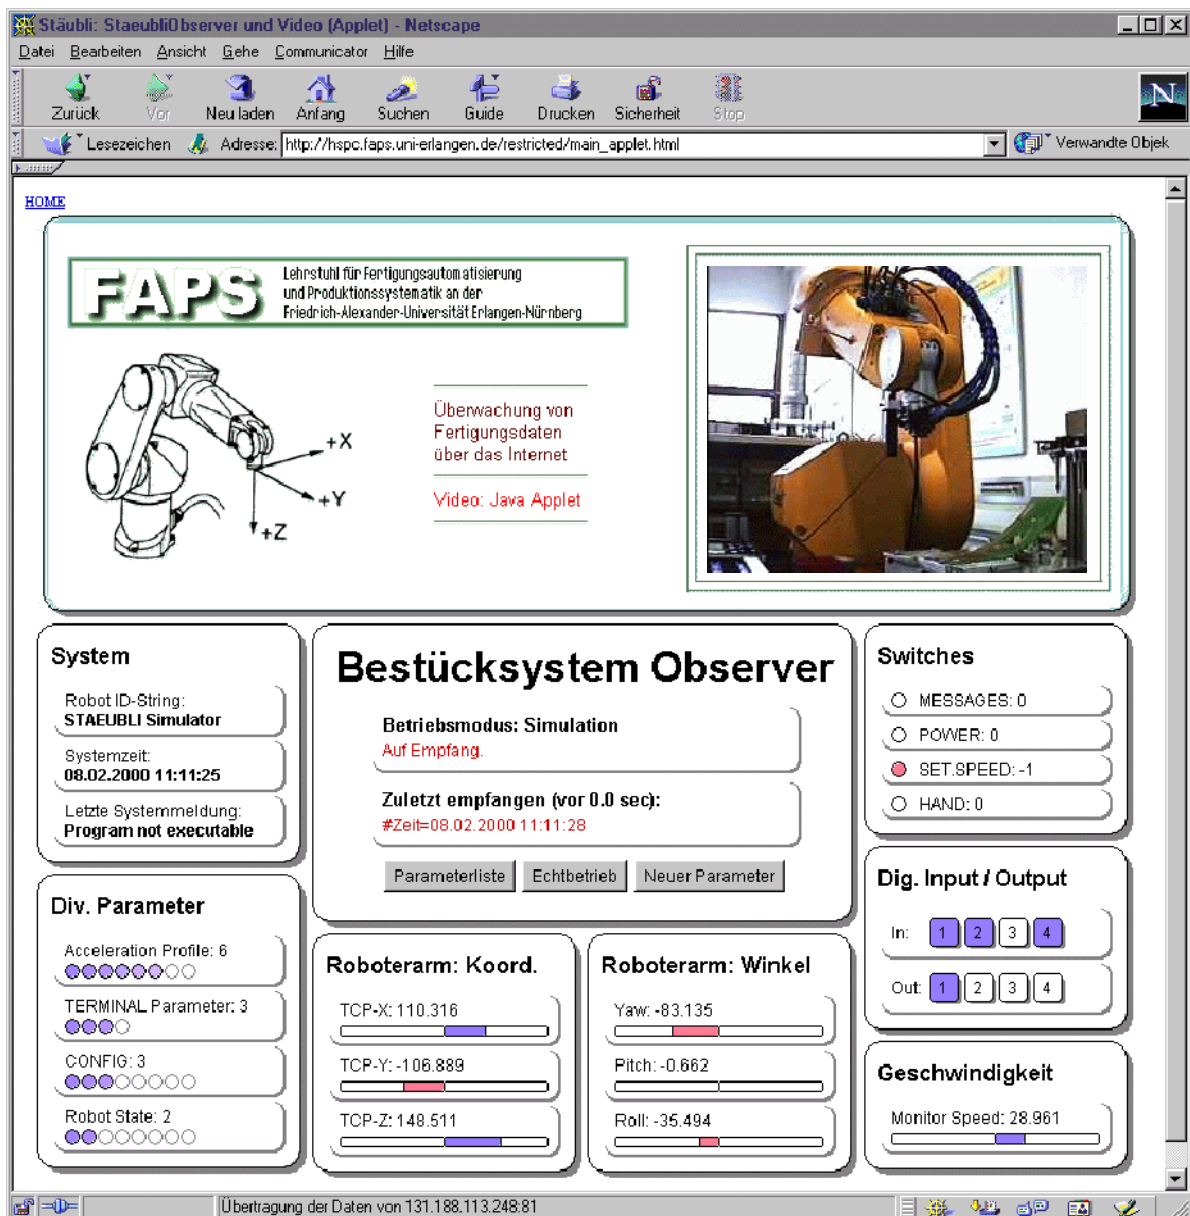 Stäubli: StaeubliObserver und Video (Applet) - Netscape
Datei Bearbeiten Ansicht Gehe Communicator Hilfe
Zurück Vor Neu laden Anfang Suchen Guide Drucken Sicherheit Stop
N
Lesezeichen Adresse: http://hspc.faps.uni-erlangen.de/restricted/main_applet.html Verwandte Objek
HOME
FAPS
Lehrstuhl für Fertigungsautomatisierung
und Produktionssystematik an der
Friedrich-Alexander-Universität Erlangen-Nürnberg
+X
+Y
+Z
Überwachung von
Fertigungsdaten
über das Internet
Video: Java Applet
System
Robot ID-String:
STAEUBLI Simulator
Systemzeit:
08.02.2000 11:11:25
Letzte Systemmeldung:
Program not executable
Bestücksystem Observer
Betriebsmodus: Simulation
Auf Empfang.
Zuletzt empfangen (vor 0.0 sec):
#Zeit=08.02.2000 11:11:28
Parameterliste Echtbetrieb Neuer Parameter
Switches
MESSAGES: 0
POWER: 0
SET.SPEED: -1
HAND: 0
Div. Parameter
Acceleration Profile: 6
TERMINAL Parameter: 3
CONFIG: 3
Robot State: 2
Roboterarm: Koord.
TCP-X: 110.316
TCP-Y: -106.889
TCP-Z: 148.511
Roboterarm: Winkel
Yaw: -83.135
Pitch: -0.662
Roll: -35.494
Dig. Input / Output
In: 1 2 3 4
Out: 1 2 3 4
Geschwindigkeit
Monitor Speed: 28.961
Übertragung der Daten von 131.188.113.248:81